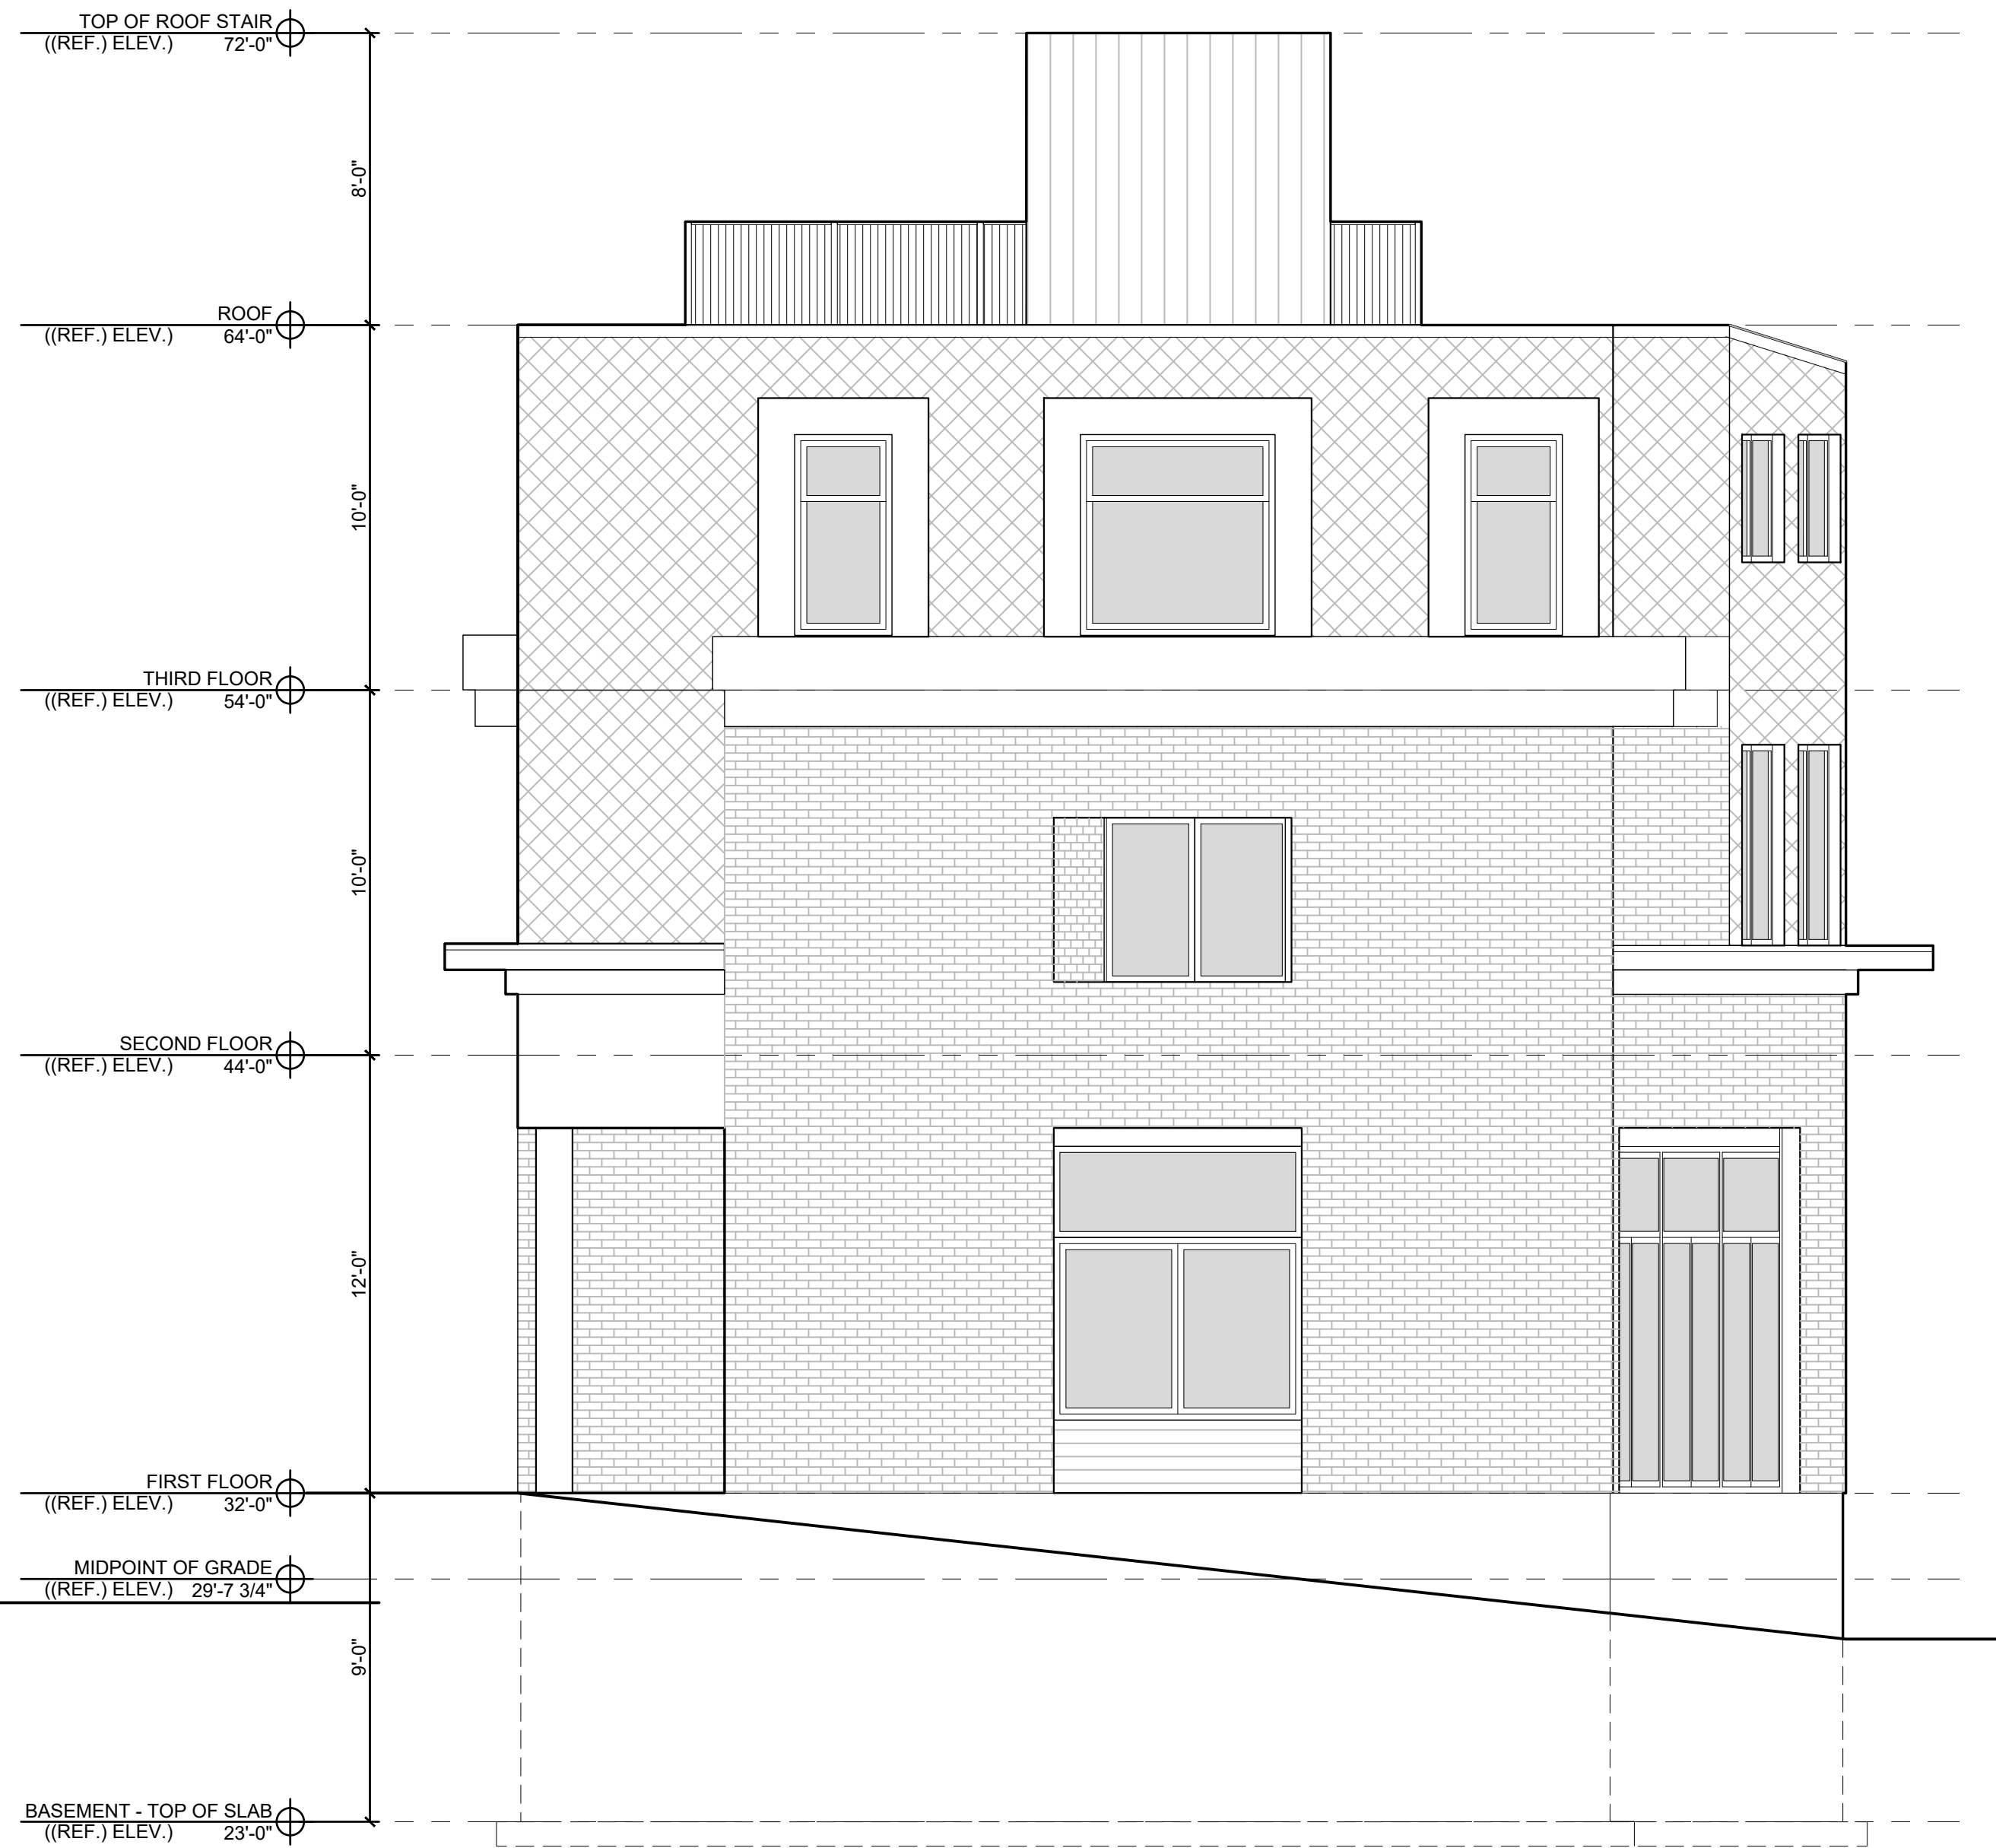 TOP OF ROOF STAIR
((REF.) ELEV.) 72'-0"
8'-0"
ROOF
((REF.) ELEV.) 64'-0"
10'-0"
THIRD FLOOR
((REF.) ELEV.) 54'-0"
10'-0"
SECOND FLOOR
((REF.) ELEV.) 44'-0"
12'-0"
FIRST FLOOR
((REF.) ELEV.) 32'-0"
MIDPOINT OF GRADE
((REF.) ELEV.) 29'-7 3/4"
9'-0"
BASEMENT - TOP OF SLAB
((REF.) ELEV.) 23'-0"